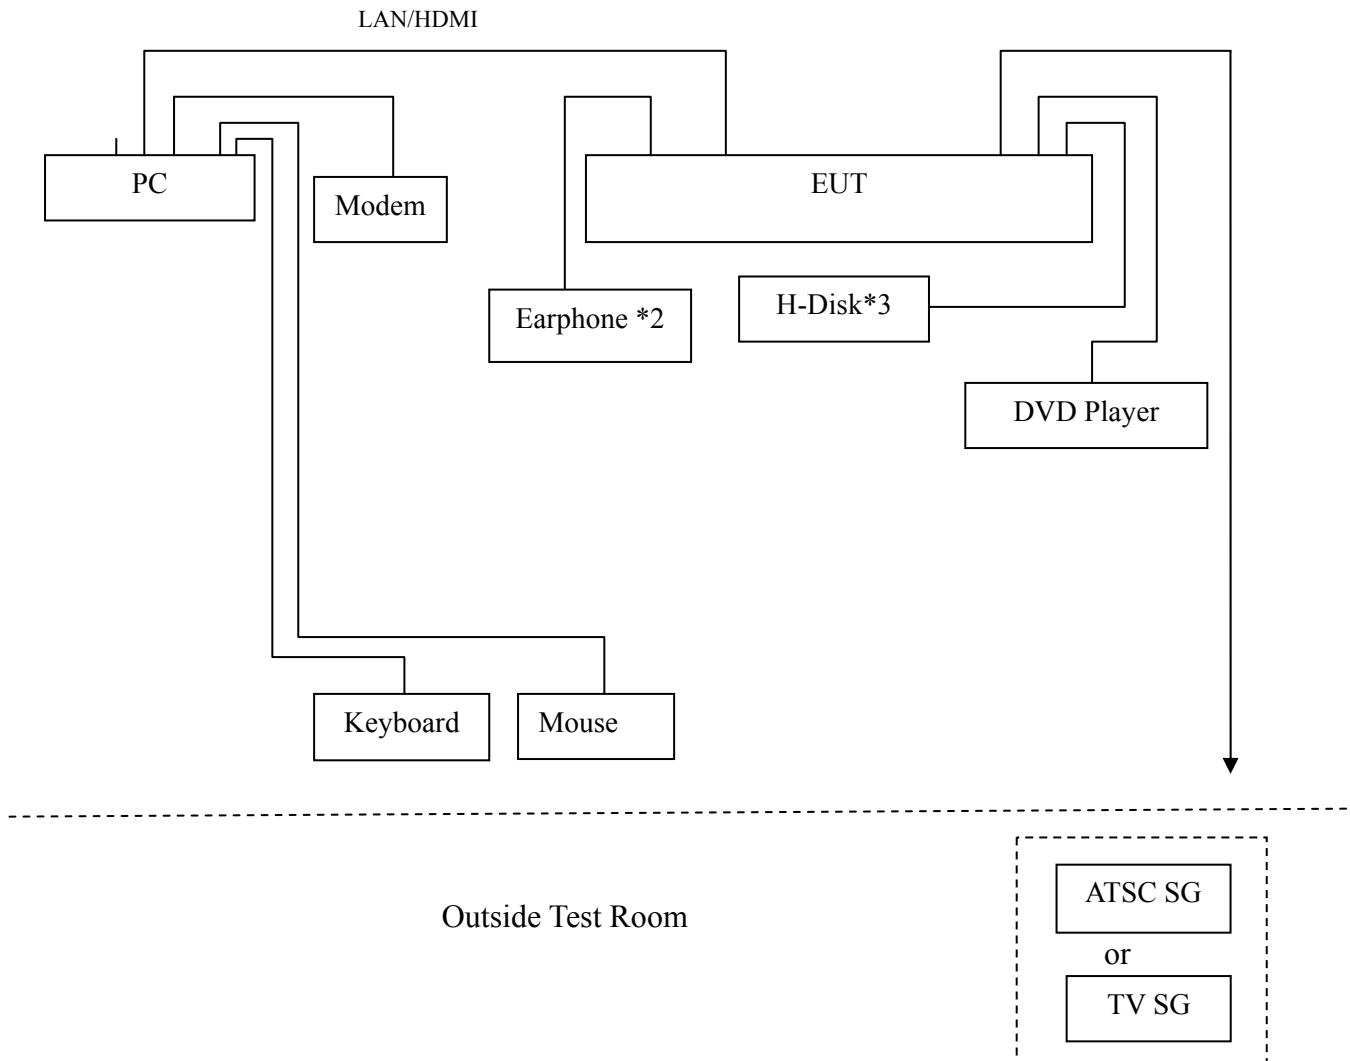 LAN/HDMI
PC
EUT
Modem
Earphone *2
H-Disk*3
DVD Player
Keyboard
Mouse
Outside Test Room
ATSC SG
or
TV SG